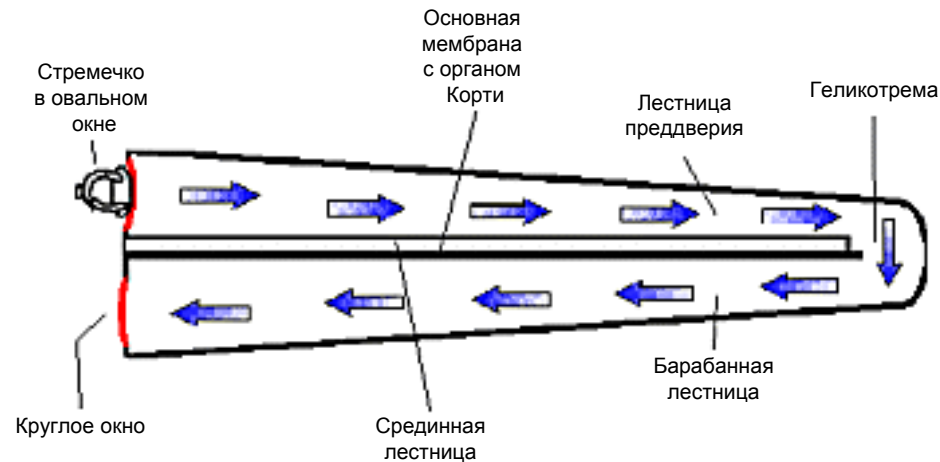 Основная
мембрана
с органом
Корти
Стремечко
в овальном
окне
Лестница
преддверия
Геликотрема
Барабанная
лестница
Круглое окно
Срединная
лестница